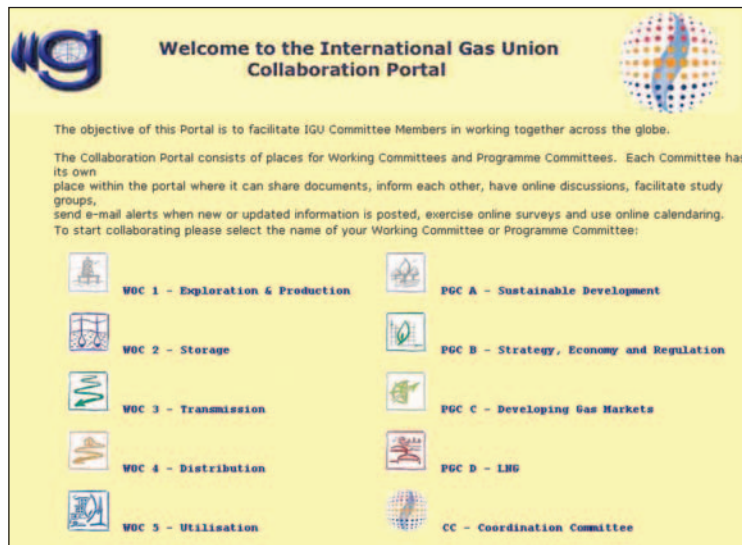 Welcome to the International Gas Union
Collaboration Portal
The objective of this Portal is to facilitate IGU Committee Members in working together across the globe.
The Collaboration Portal consists of places for Working Committees and Programme Committees. Each Committee has
its own
place within the portal where it can share documents, inform each other, have online discussions, facilitate study
groups,
send e-mail alerts when new or updated information is posted, exercise online surveys and use online calendaring.
To start collaborating please select the name of your Working Committee or Programme Committee:
WOC 1 - Exploration & Production
WOC 2 - Storage
WOC 3 - Transmission
WOC 4 - Distribution
WOC 5 - Utilisation
PGC A - Sustainable Development
PGC B - Strategy, Economy and Regulation
PGC C - Developing Gas Markets
PGC D - LNG
CC - Coordination Committee